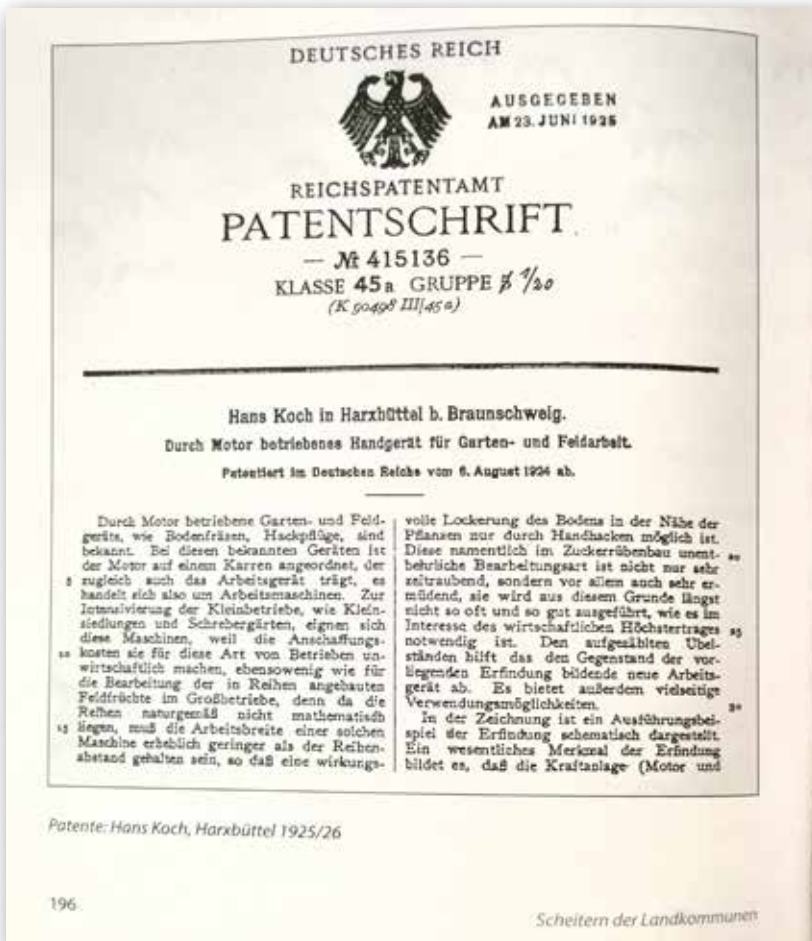 DEUTSCHES REICH
AUSGEGEBEN
AM 23. JUNI 1925
REICHSPATENTAMT
PATENTSCHRIFT
— № 415136 —
KLASSE 45a GRUPPE 1/20
(K 90498 III/45a)
Hans Koch in Harxbüttel b. Braunschweig.
Durch Motor betriebenes Handgerät für Garten- und Feldarbeit.
Patentiert im Deutschen Reiche vom 6. August 1924 ab.
Durch Motor betriebene Garten- und Feld-
geräte, wie Bodenfräsen, Hackpflüge, sind
bekannt. Bei diesen bekannten Geräten ist
der Motor auf einem Karren angeordnet, der
5 zugleich auch das Arbeitsgerät trägt, es
handelt sich also um Arbeitsmaschinen. Zur
Intensivierung der Kleinbetriebe, wie Klein-
siedlungen und Schrebergärten, eignen sich
diese Maschinen, weil die Anschaffungs-
10 kosten sie für diese Art von Betrieben un-
wirtschaftlich machen, ebensowenig wie für
die Bearbeitung der in Reihen angebauten
Feldfrüchte im Großbetriebe, denn da die
Reihen naturgemäß nicht mathematisch
15 liegen, muß die Arbeitsbreite einer solchen
Maschine erheblich geringer als der Reihen-
abstand gehalten sein, so daß eine wirkungs-
volle Lockerung des Bodens in der Nähe der
Pflanzen nur durch Handhacken möglich ist.
Diese namentlich im Zuckerrübenbau unent- 20
behrliche Bearbeitungsart ist nicht nur sehr
zeitraubend, sondern vor allem auch sehr er-
müdend, sie wird aus diesem Grunde längst
nicht so oft und so gut ausgeführt, wie es im
Interesse des wirtschaftlichen Höchstertrages 25
notwendig ist. Den aufgezählten Übel-
ständen hilft das den Gegenstand der vor-
liegenden Erfindung bildende neue Arbeits-
gerät ab. Es bietet außerdem vielseitige
Verwendungsmöglichkeiten. 30
In der Zeichnung ist ein Ausführungsbei-
spiel der Erfindung schematisch dargestellt.
Ein wesentliches Merkmal der Erfindung
bildet es, daß die Kraftanlage (Motor und
Patente: Hans Koch, Harxbüttel 1925/26
196
Scheitern der Landkommunen